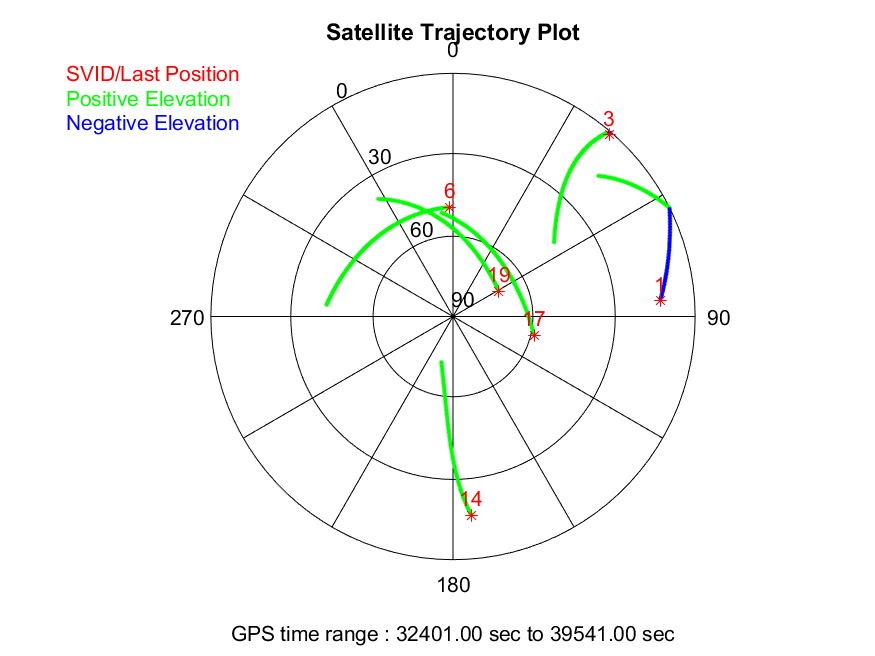 Satellite Trajectory Plot
0
SVID/Last Position
Positive Elevation
Negative Elevation
0
3
30
6
60
19
1
90
17
270
90
14
180
GPS time range : 32401.00 sec to 39541.00 sec